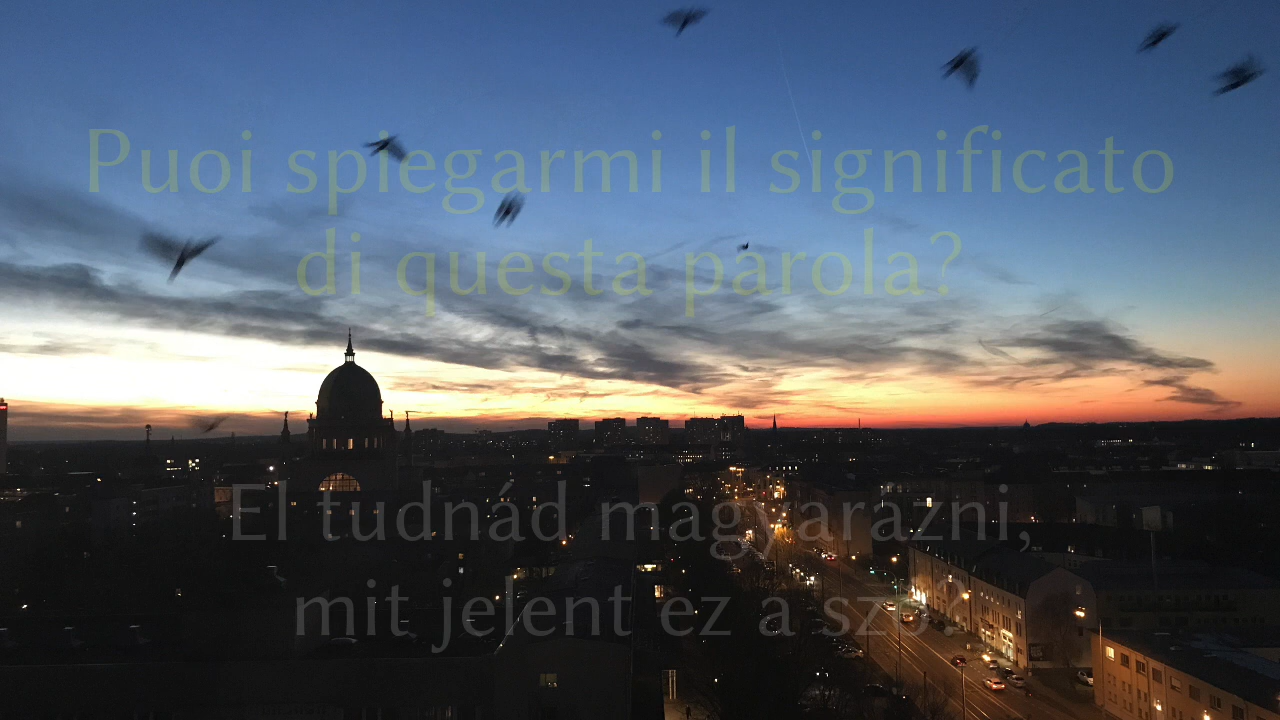 Puoi spiegarmi il significato
di questa parola?
El tudnád magyarazni,
mit jelent ez a szó?